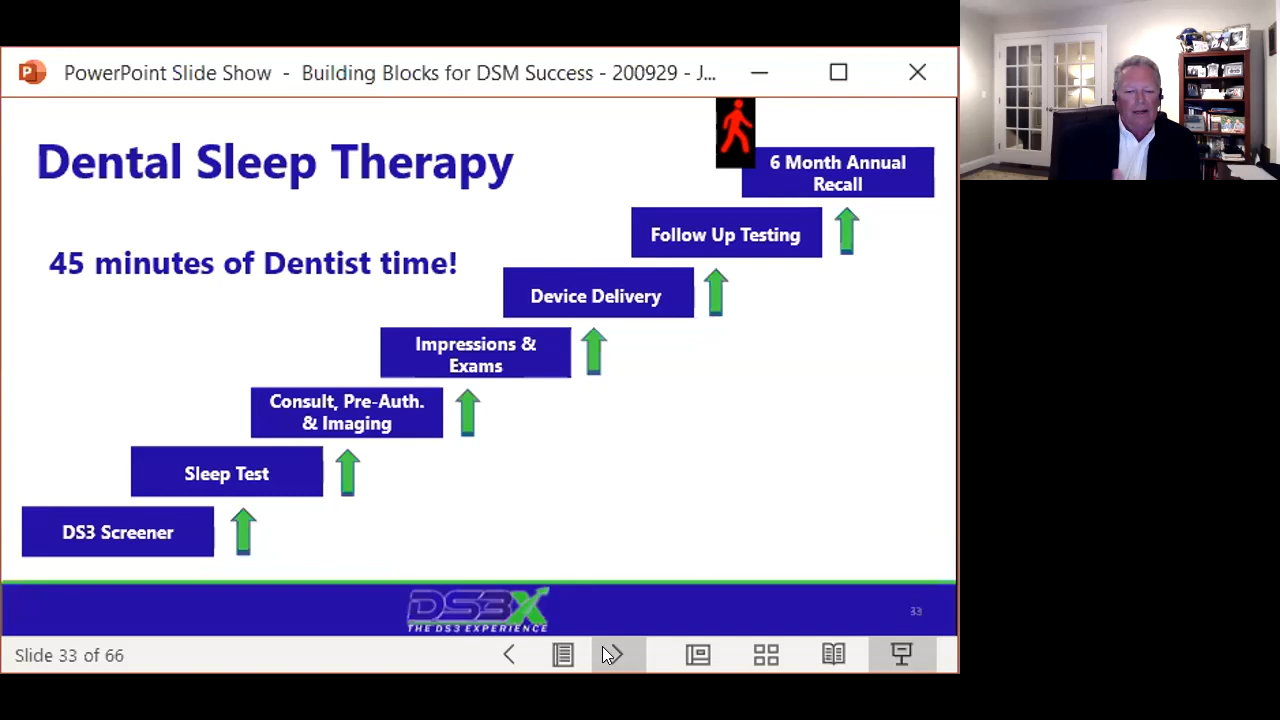 PowerPoint Slide Show - Building Blocks for DSM Success - 200929 - J...
Dental Sleep Therapy
45 minutes of Dentist time!
6 Month Annual
Recall
Follow Up Testing
Device Delivery
Impressions &
Exams
Consult, Pre-Auth.
& Imaging
Sleep Test
DS3 Screener
DS3X
THE DS3 EXPERIENCE
33
Slide 33 of 66